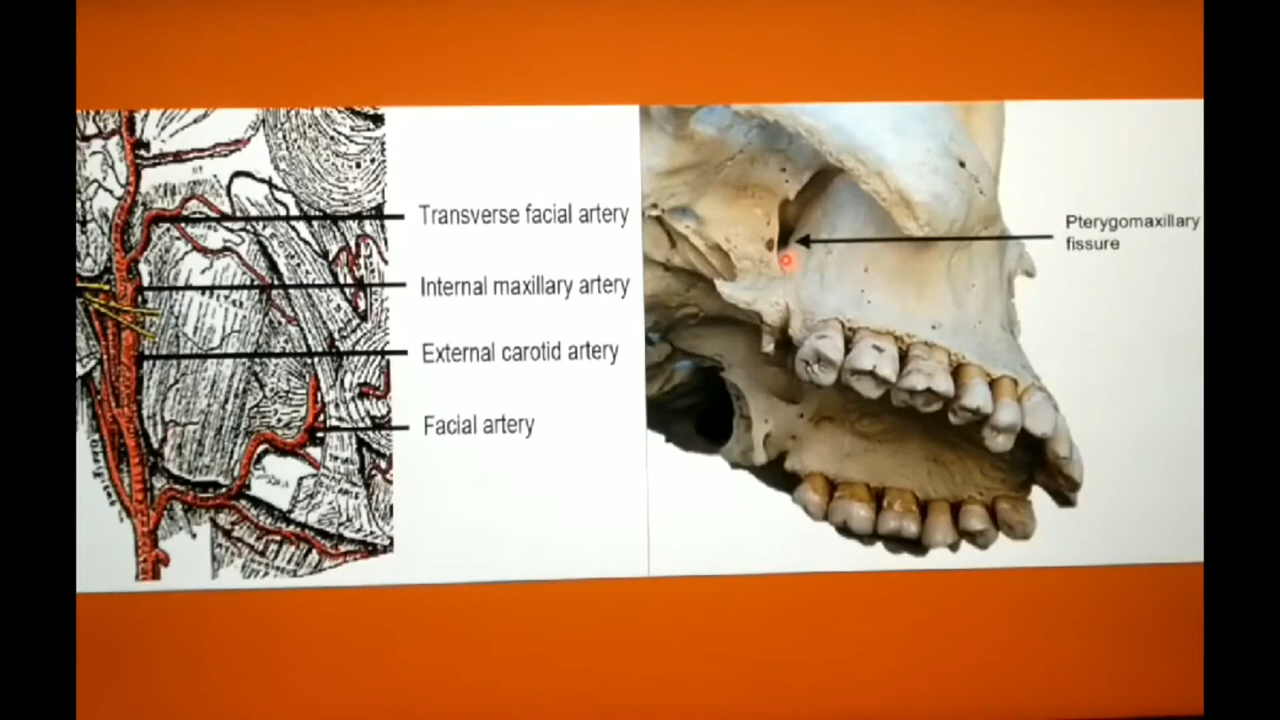 Transverse facial artery
Internal maxillary artery
External carotid artery
Facial artery
Pterygomaxillary
fissure